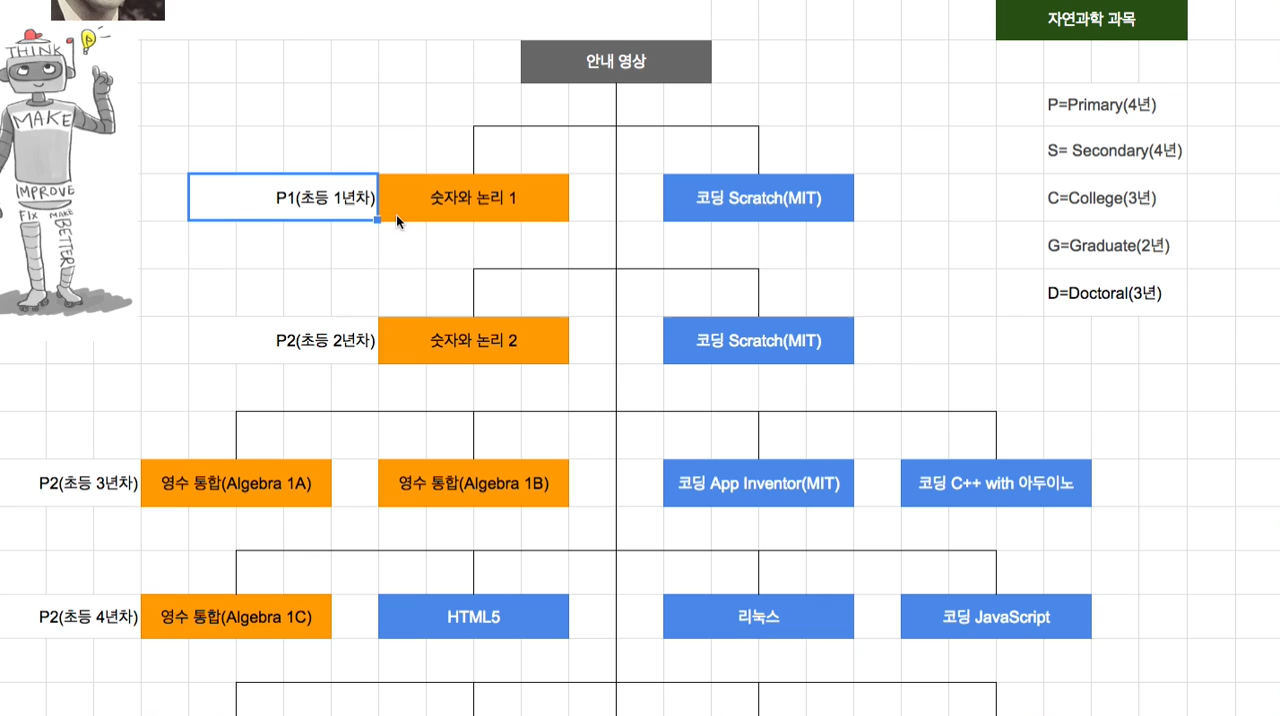 자연과학 과목
안내 영상
THINK
MAKE
IMPROVE
FIX MAKE
BETTER
P=Primary(4년)
S= Secondary(4년)
C=College(3년)
G=Graduate(2년)
D=Doctoral(3년)
P1(초등 1년차) 숫자와 논리 1 코딩 Scratch(MIT)
P2(초등 2년차) 숫자와 논리 2 코딩 Scratch(MIT)
P2(초등 3년차) 영수 통합(Algebra 1A) 영수 통합(Algebra 1B) 코딩 App Inventor(MIT) 코딩 C++ with 아두이노
P2(초등 4년차) 영수 통합(Algebra 1C) HTML5 리눅스 코딩 JavaScript